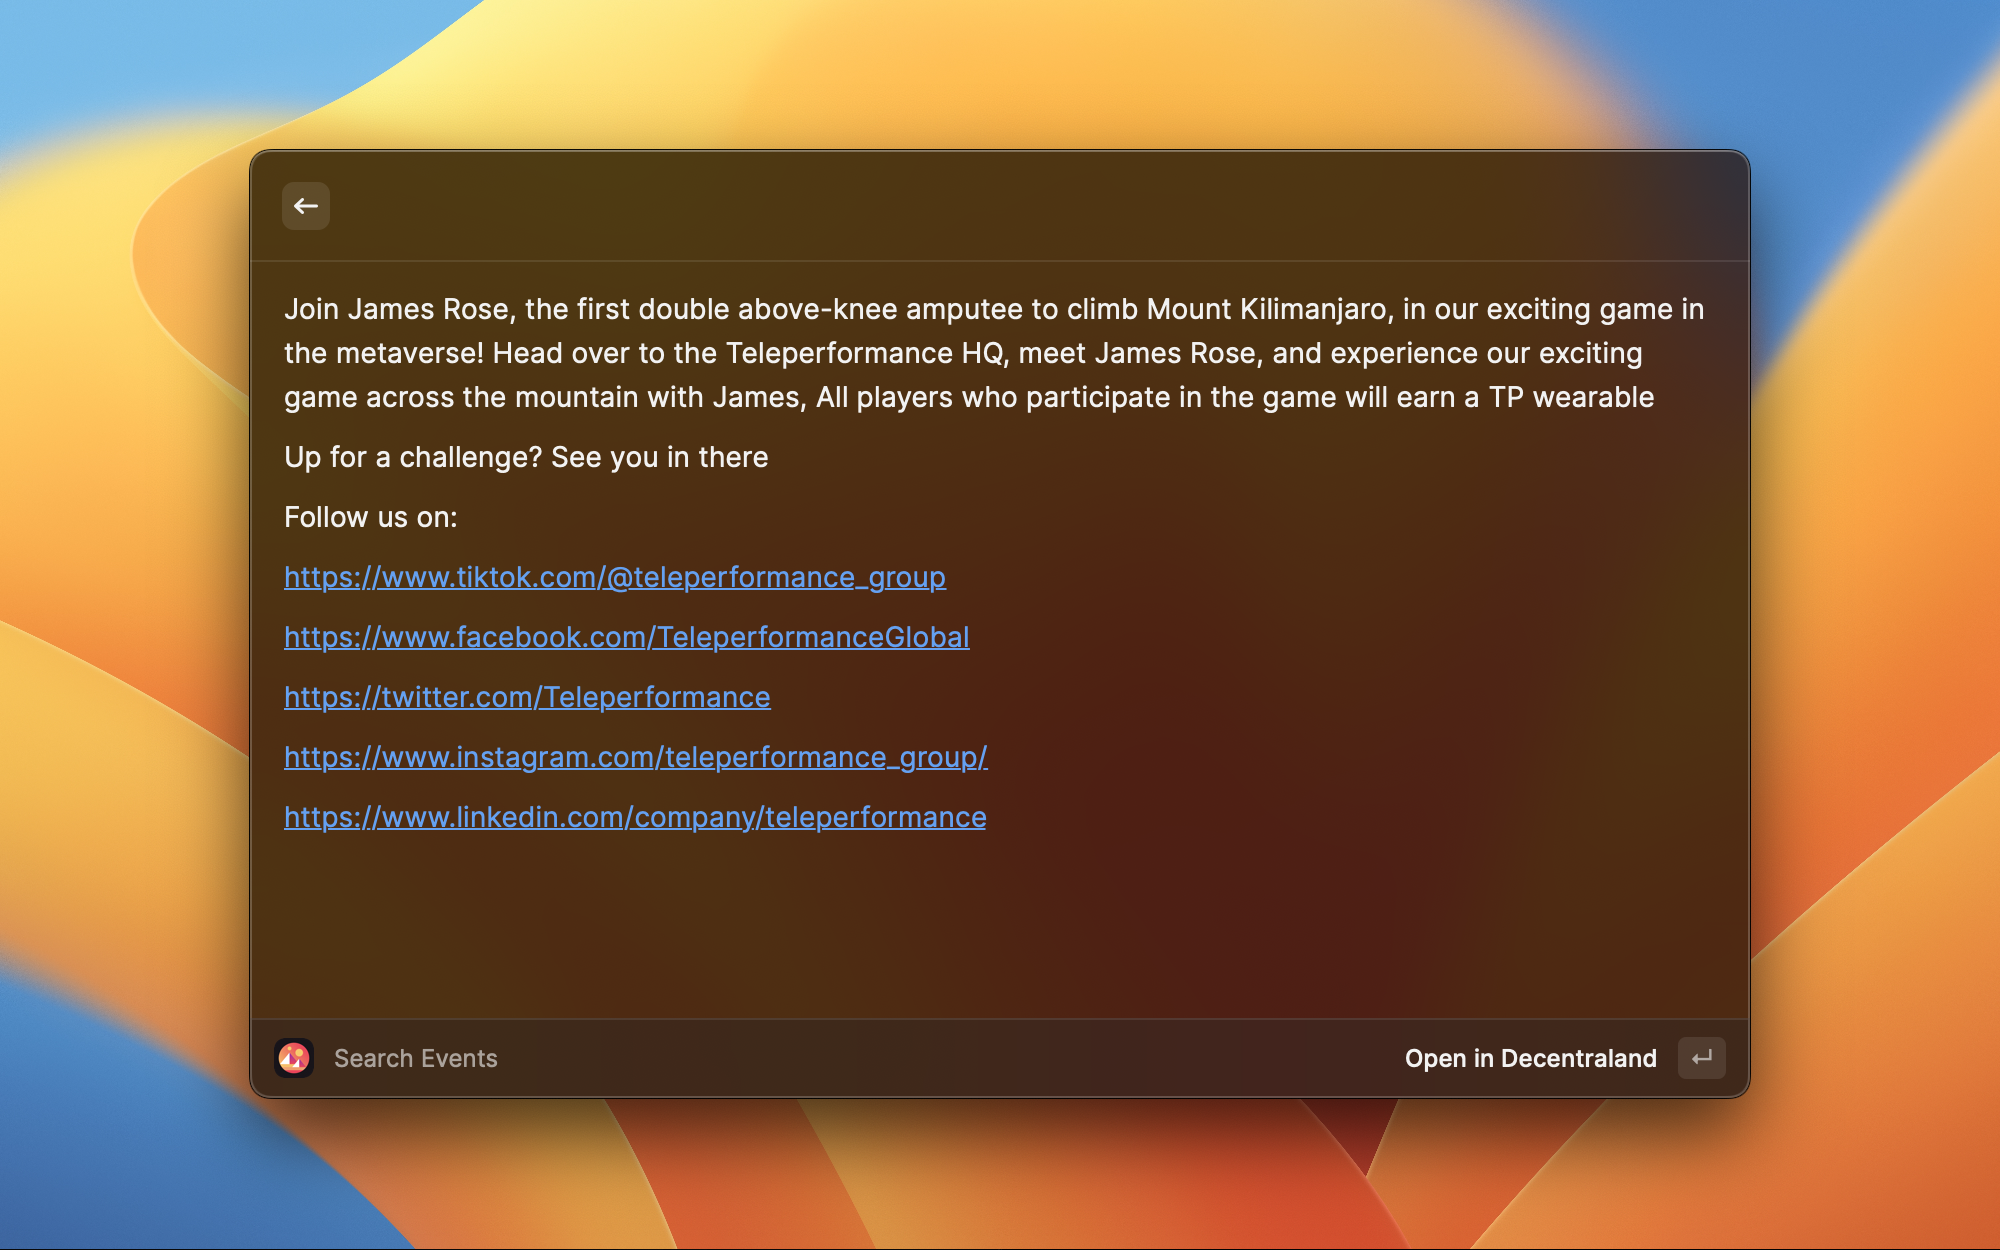 Join James Rose, the first double above-knee amputee to climb Mount Kilimanjaro, in our exciting game in
the metaverse! Head over to the Teleperformance HQ, meet James Rose, and experience our exciting
game across the mountain with James, All players who participate in the game will earn a TP wearable
Up for a challenge? See you in there
Follow us on:
https://www.tiktok.com/@teleperformance_group
https://www.facebook.com/TeleperformanceGlobal
https://twitter.com/Teleperformance
https://www.instagram.com/teleperformance_group/
https://www.linkedin.com/company/teleperformance
Search Events
Open in Decentraland